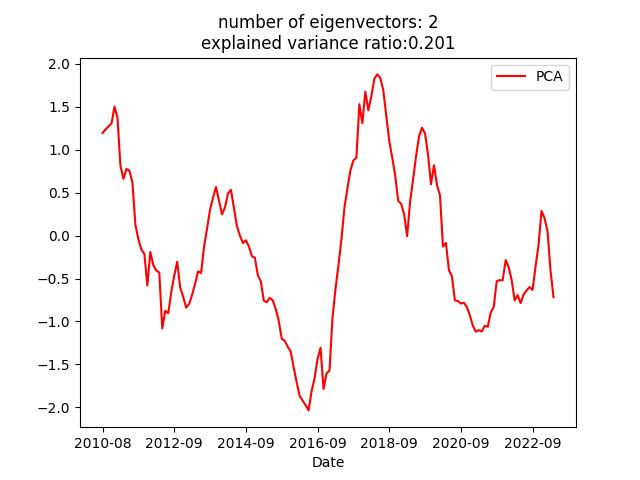 number of eigenvectors: 2
explained variance ratio:0.201
PCA
2.0
1.5
1.0
0.5
0.0
−0.5
−1.0
−1.5
−2.0
2010-08 2012-09 2014-09 2016-09 2018-09 2020-09 2022-09
Date